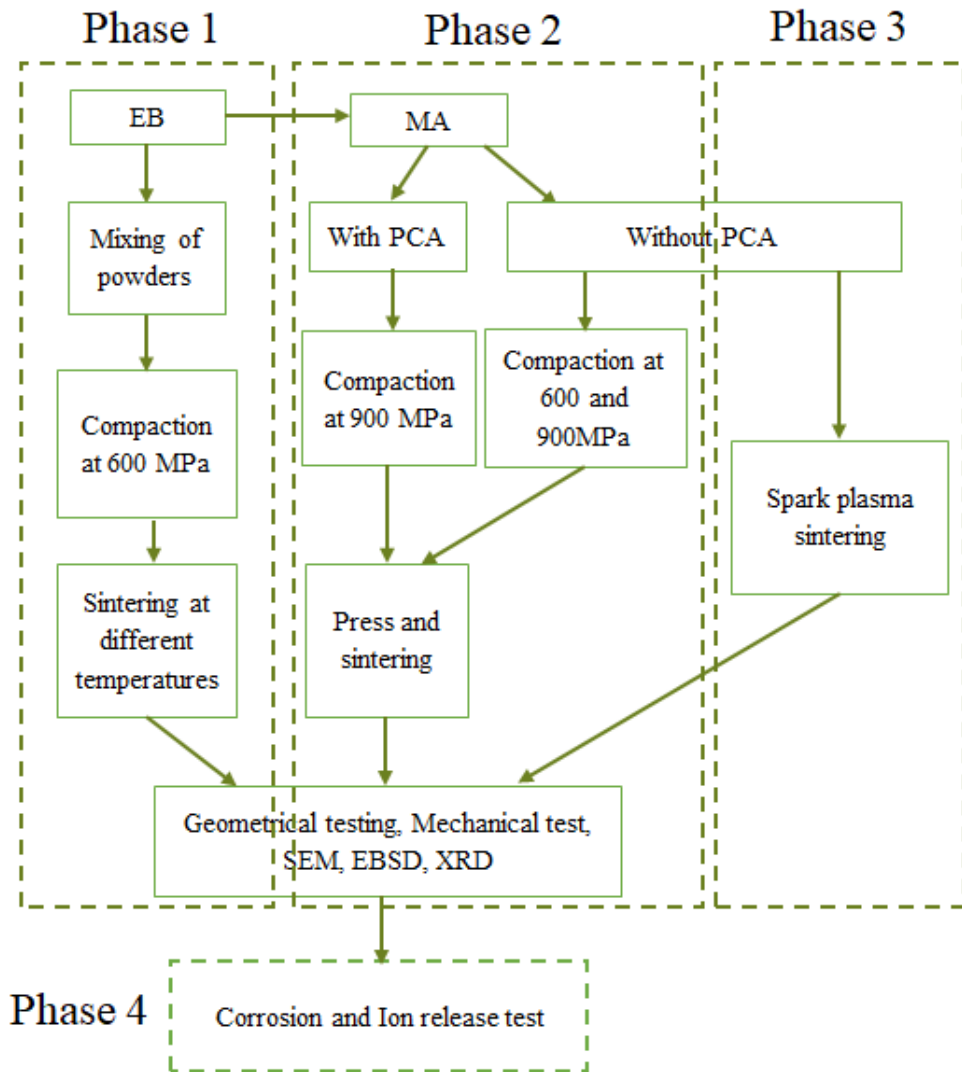 Phase 1
Phase 2
Phase 3
EB
MA
With PCA
Without PCA
Mixing of
powders
Compaction
at 900 MPa
Compaction at
600 and
900MPa
Compaction
at 600 MPa
Spark plasma
sintering
Sintering at
different
temperatures
Press and
sintering
Geometrical testing, Mechanical test,
SEM, EBSD, XRD
Phase 4
Corrosion and Ion release test